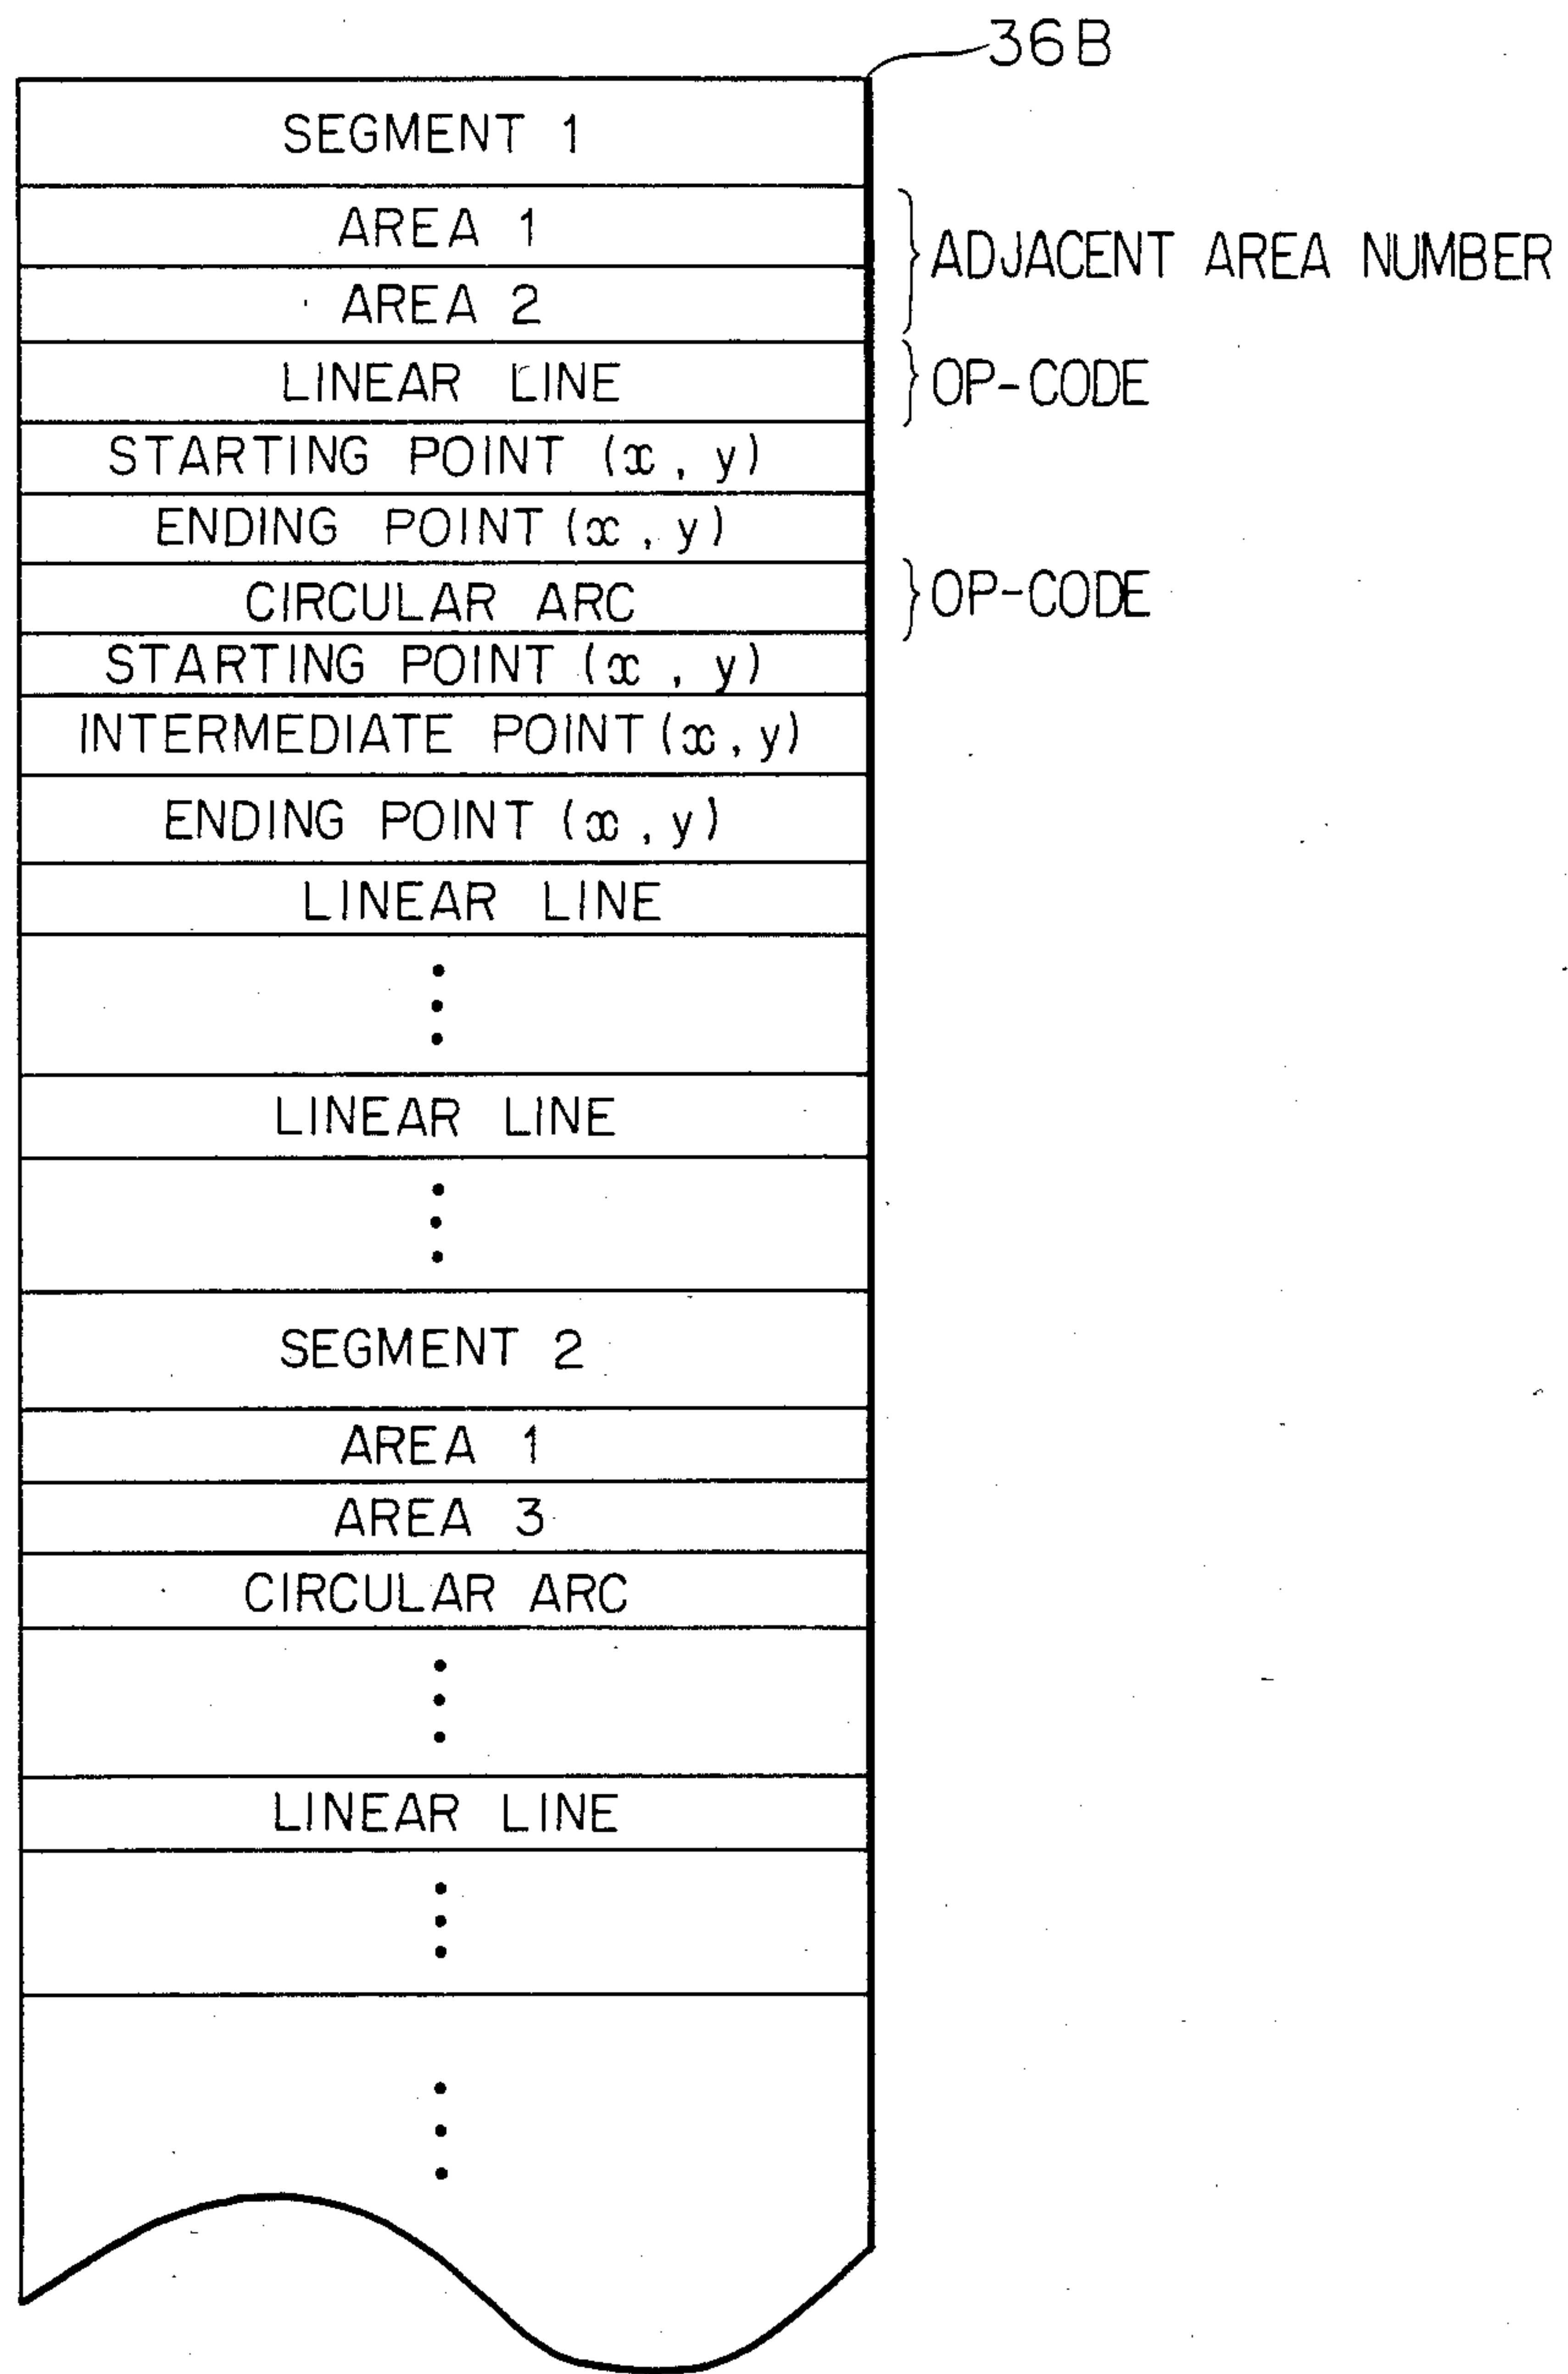 36B
SEGMENT 1
AREA 1
ADJACENT AREA NUMBER
AREA 2
LINEAR LINE
OP-CODE
STARTING POINT (x, y)
ENDING POINT (x, y)
CIRCULAR ARC
OP-CODE
STARTING POINT (x, y)
INTERMEDIATE POINT (x, y)
ENDING POINT (x, y)
LINEAR LINE
LINEAR LINE
SEGMENT 2
AREA 1
AREA 3
CIRCULAR ARC
LINEAR LINE